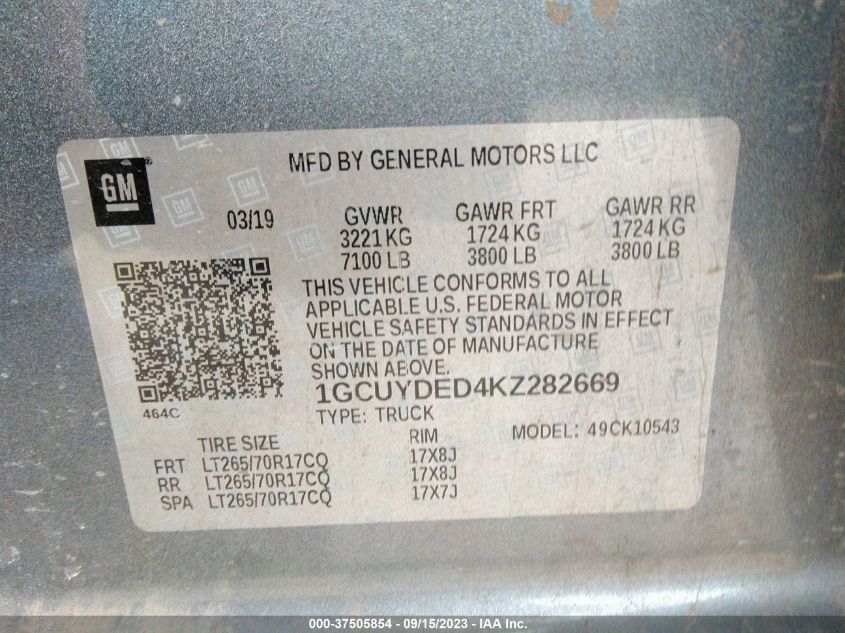 MFD BY GENERAL MOTORS LLC
GM
03/19 GVWR GAWR FRT GAWR RR
3221 KG 1724 KG 1724 KG
7100 LB 3800 LB 3800 LB
THIS VEHICLE CONFORMS TO ALL
APPLICABLE U.S. FEDERAL MOTOR
VEHICLE SAFETY STANDARDS IN EFFECT
ON THE DATE OF MANUFACTURE
SHOWN ABOVE.
1GCUYDED4KZ282669
464C TYPE: TRUCK
TIRE SIZE RIM MODEL: 49CK10543
FRT LT265/70R17CQ 17X8J
RR LT265/70R17CQ 17X8J
SPA LT265/70R17CQ 17X7J
000-37505854 - 09/15/2023 - IAA Inc.